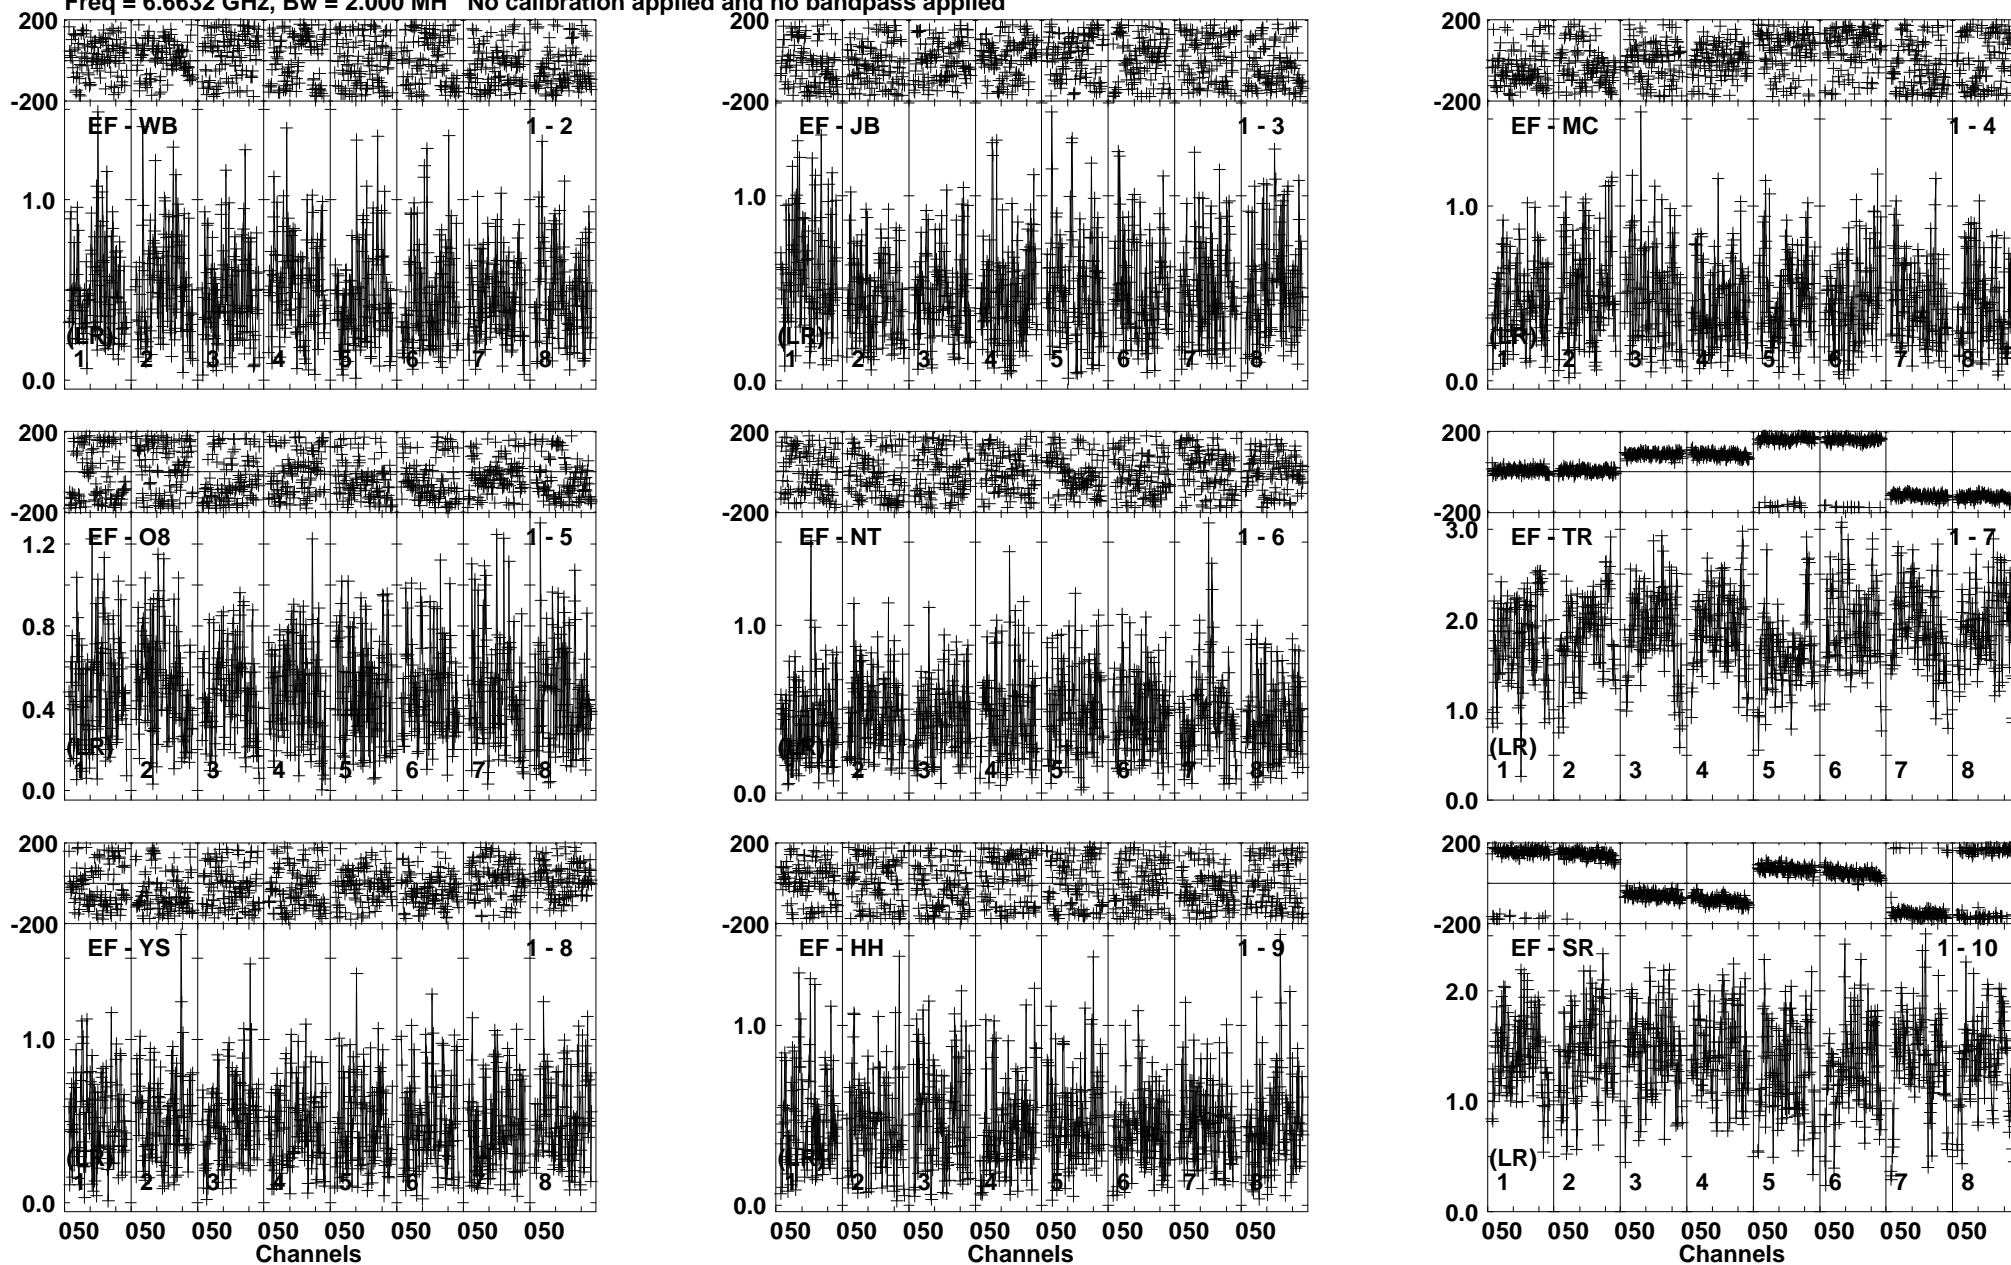 Freq = 6.6632 GHz, Bw = 2.000 MH No calibration applied and no bandpass applied
200
-200
EF - WB 1 - 2
1.0
(LR)
1 2 3 4 5 6 7 8
0.0
200
-200
EF - JB 1 - 3
1.0
(LR)
1 2 3 4 5 6 7 8
0.0
200
-200
EF - MC 1 - 4
1.0
(LR)
1 2 3 4 5 6 7 8
0.0
200
-200
EF - O8 1 - 5
1.2
0.8
0.4
(LR)
1 2 3 4 5 6 7 8
0.0
200
-200
EF - NT 1 - 6
1.0
(LR)
1 2 3 4 5 6 7 8
0.0
200
-200
3.0
EF - TR 1 - 7
2.0
1.0
(LR)
1 2 3 4 5 6 7 8
0.0
200
-200
EF - YS 1 - 8
1.0
(LR)
1 2 3 4 5 6 7 8
0.0
050 050 050 050 050 050 050 050
Channels
200
-200
EF - HH 1 - 9
1.0
(LR)
1 2 3 4 5 6 7 8
0.0
050 050 050 050 050 050 050 050
Channels
200
-200
EF - SR 1 - 10
2.0
1.0
(LR)
1 2 3 4 5 6 7 8
0.0
050 050 050 050 050 050 050 050
Channels